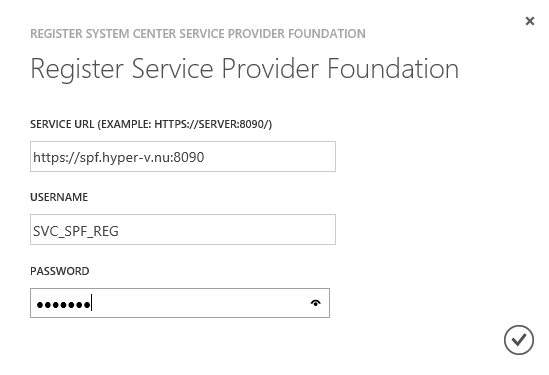 REGISTER SYSTEM CENTER SERVICE PROVIDER FOUNDATION
Register Service Provider Foundation
SERVICE URL (EXAMPLE: HTTPS://SERVER:8090/)
https://spf.hyper-v.nu:8090
USERNAME
SVC_SPF_REG
PASSWORD
●●●●●●●